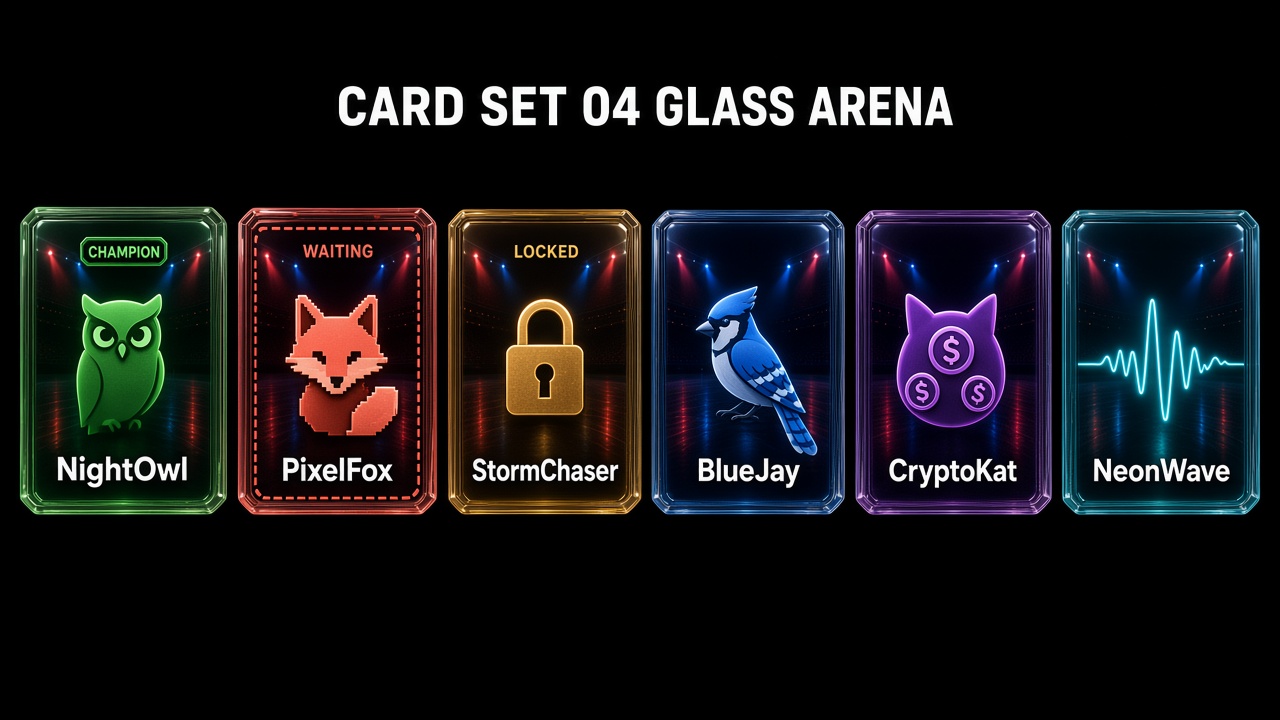 CARD SET 04 GLASS ARENA
CHAMPION
NightOwl
WAITING
PixelFox
LOCKED
StormChaser
BlueJay
$
$
$
CryptoKat
NeonWave